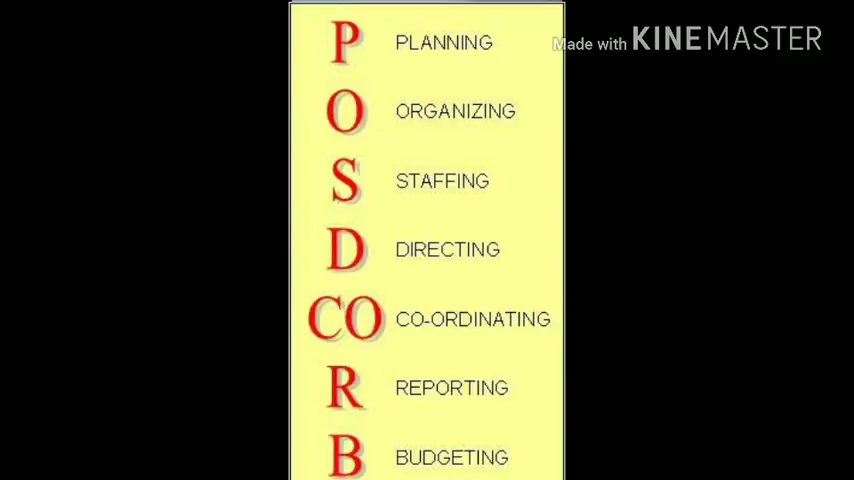 P PLANNING
Made with KINEMASTER
O ORGANIZING
S STAFFING
D DIRECTING
CO CO-ORDINATING
R REPORTING
B BUDGETING